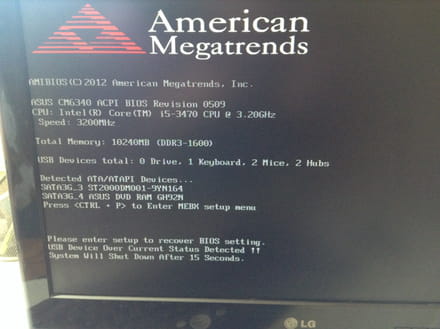 American
Megatrends
AMIBIOS(C)2012 American Megatrends, Inc.
ASUS CM6340 ACPI BIOS Revision 0509
CPU: Intel(R) Core(TM) i5-3470 CPU @ 3.20GHz
Speed: 3200MHz
Total Memory: 10240MB (DDR3-1600)
USB Devices total: 0 Drive, 1 Keyboard, 2 Mice, 2 Hubs
Detected ATA/ATAPI Devices...
SATA3G_3 ST2000DM001-9YN164
SATA3G_4 ASUS DVD RAM GH92N
Press <CTRL + P> to Enter MEBX setup menu
Please enter setup to recover BIOS setting.
USB Device Over Current Status Detected !!
System Will Shut Down After 15 Seconds.
LG